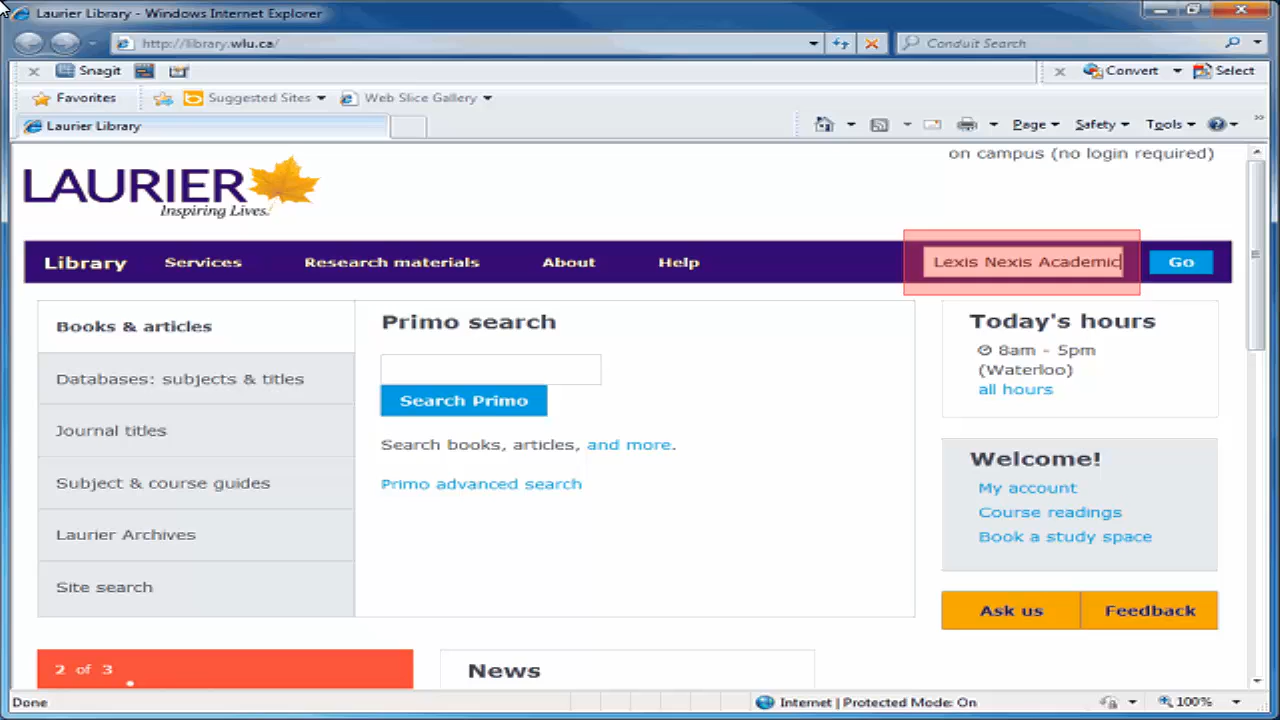 Laurier Library - Windows Internet Explorer
http://library.wlu.ca/
Conduit Search
Snagit
Convert
Select
Favorites
Suggested Sites
Web Slice Gallery
Laurier Library
Page
Safety
Tools
on campus (no login required)
LAURIER
Inspiring Lives.
Library
Services
Research materials
About
Help
Lexis Nexis Academic
Go
Books & articles
Databases: subjects & titles
Journal titles
Subject & course guides
Laurier Archives
Site search
Primo search
Search Primo
Search books, articles, and more.
Primo advanced search
Today's hours
8am - 5pm
(Waterloo)
all hours
Welcome!
My account
Course readings
Book a study space
Ask us
Feedback
2 of 3
News
Done
Internet | Protected Mode: On
100%